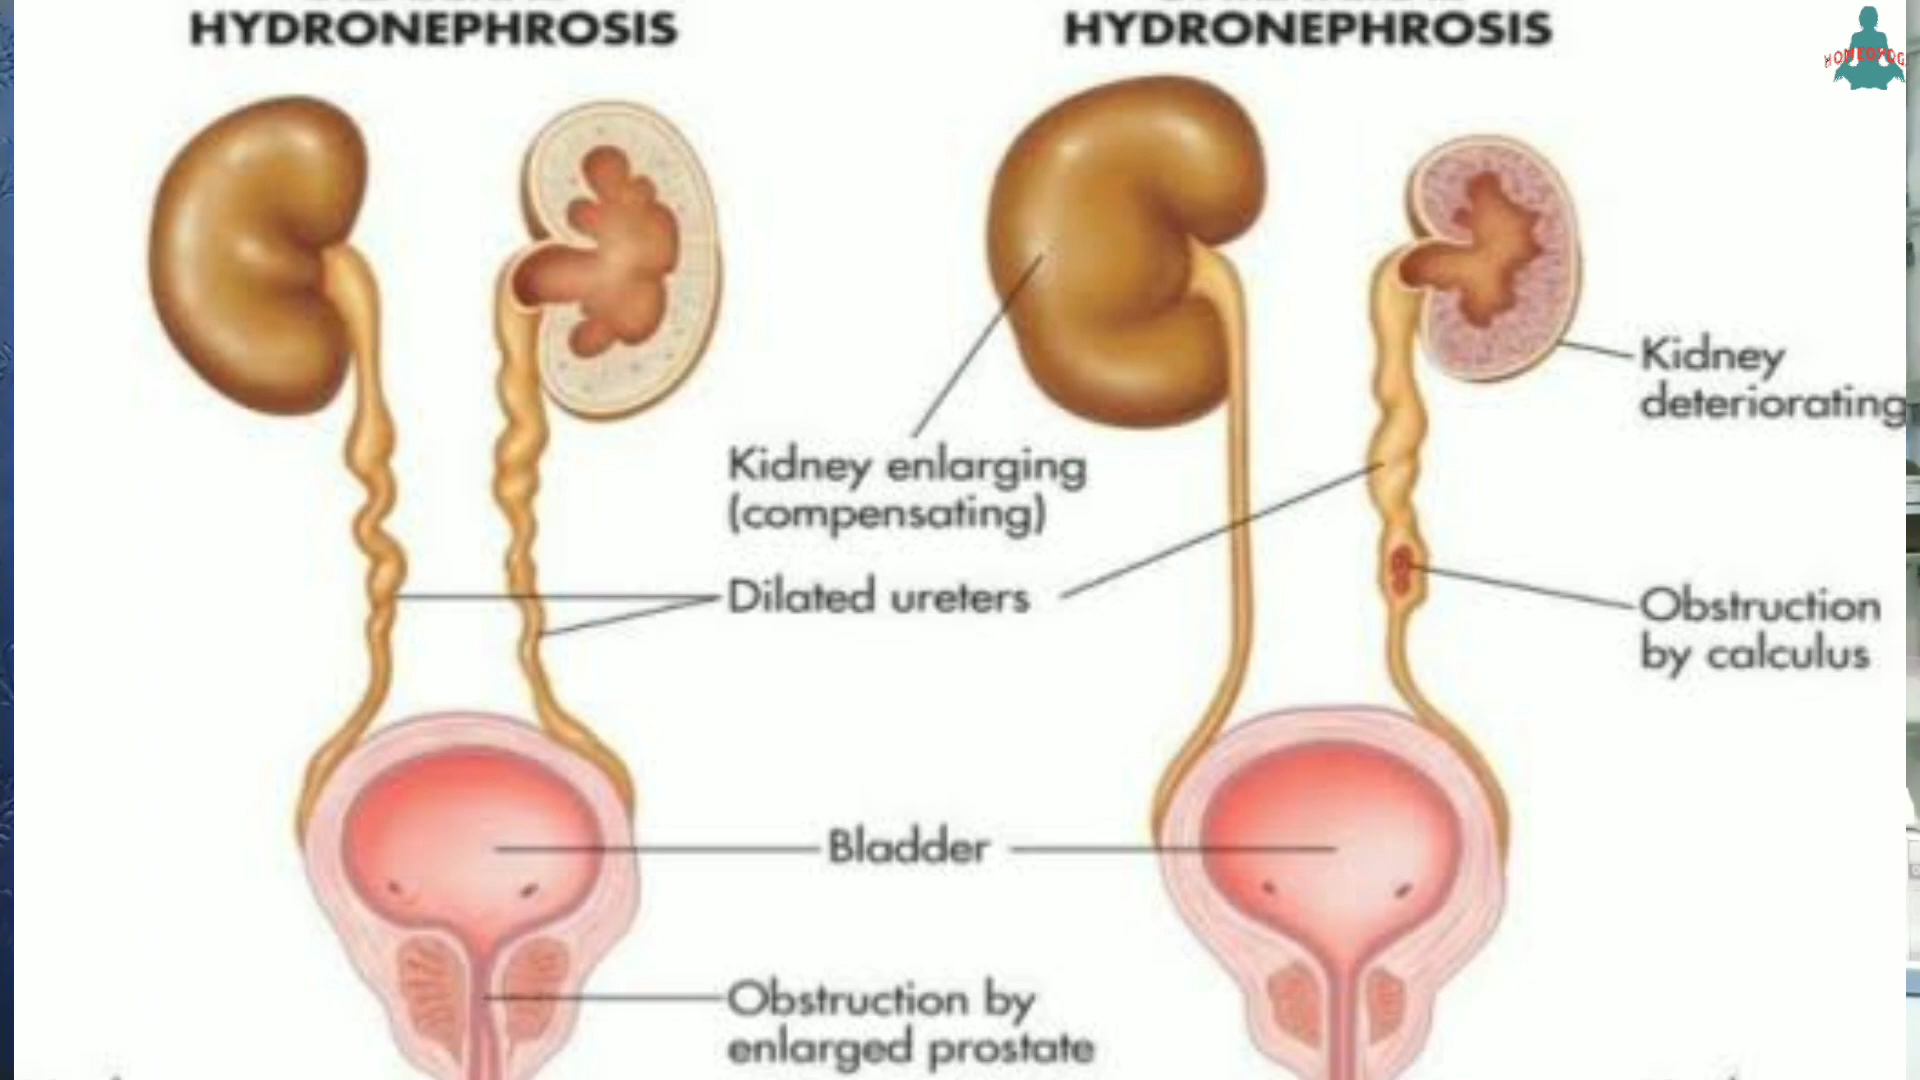 HYDRONEPHROSIS
HYDRONEPHROSIS
Kidney
deteriorating
Kidney enlarging
(compensating)
Dilated ureters
Obstruction
by calculus
Bladder
Obstruction by
enlarged prostate